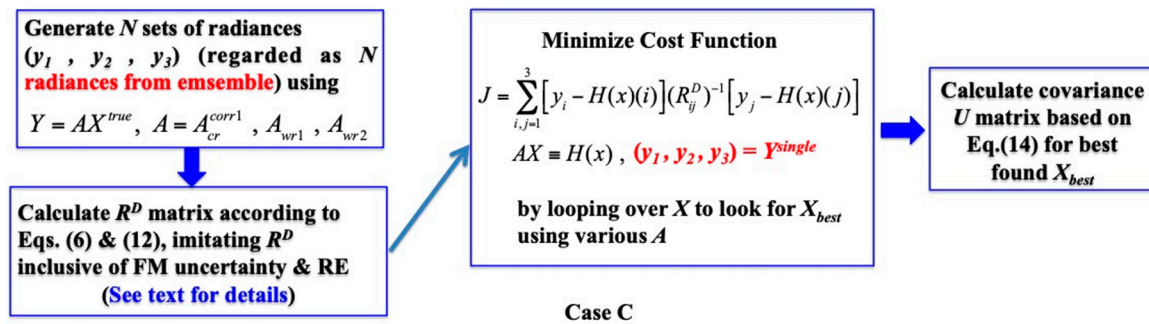 Generate N sets of radiances
(y1 , y2 , y3) (regarded as N
radiances from emsemble) using
Y = AX^true, A = A_cr^corr1 , A_wr1 , A_wr2
Calculate R^D matrix according to
Eqs. (6) & (12), imitating R^D
inclusive of FM uncertainty & RE
(See text for details)
Minimize Cost Function
J = ∑_{i,j=1}^{3} [y_i − H(x)(i)](R_ij^D)^−1 [y_j − H(x)(j)]
AX ≡ H(x) , (y1, y2, y3) = Y^single
by looping over X to look for X_best
using various A
Calculate covariance
U matrix based on
Eq.(14) for best
found X_best
Case C